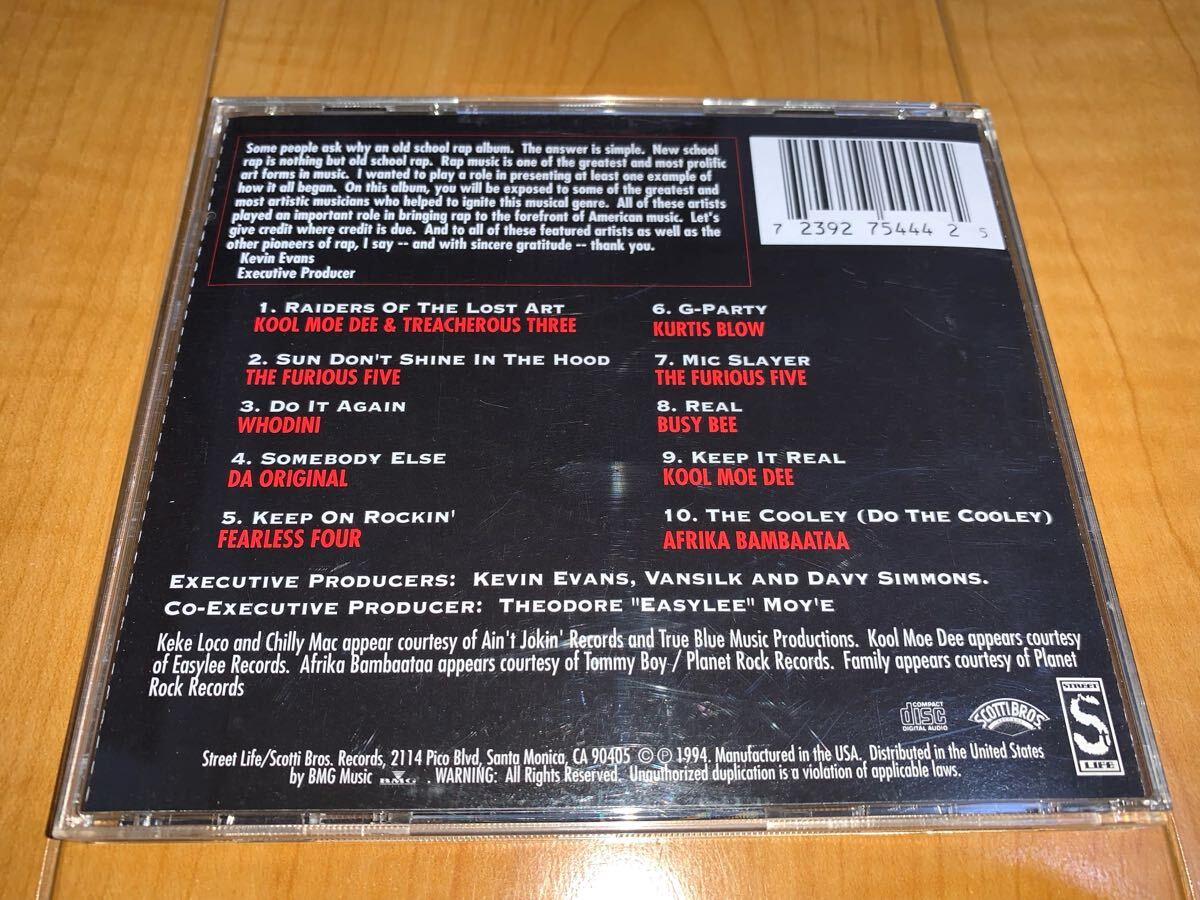 Some people ask why an old school rap album. The answer is simple. New school
rap is nothing but old school rap. Rap music is one of the greatest and most prolific
art forms in music. I wanted to play a role in presenting at least one example of
how it all began. On this album, you will be exposed to some of the greatest and
most artistic musicians who helped to ignite this musical genre. All of these artists
played an important role in bringing rap to the forefront of American music. Let's
give credit where credit is due. And to all of these featured artists as well as the
other pioneers of rap, I say -- and with sincere gratitude -- thank you.
Kevin Evans
Executive Producer
7 2392 75444 2 5
1. RAIDERS OF THE LOST ART
KOOL MOE DEE & TREACHEROUS THREE
2. SUN DON'T SHINE IN THE HOOD
THE FURIOUS FIVE
3. DO IT AGAIN
WHODINI
4. SOMEBODY ELSE
DA ORIGINAL
5. KEEP ON ROCKIN'
FEARLESS FOUR
6. G-PARTY
KURTIS BLOW
7. MIC SLAYER
THE FURIOUS FIVE
8. REAL
BUSY BEE
9. KEEP IT REAL
KOOL MOE DEE
10. THE COOLEY (DO THE COOLEY)
AFRIKA BAMBAATAA
EXECUTIVE PRODUCERS: KEVIN EVANS, VANSILK AND DAVY SIMMONS.
CO-EXECUTIVE PRODUCER: THEODORE "EASYLEE" MOY'E
Keke Loco and Chilly Mac appear courtesy of Ain't Jokin' Records and True Blue Music Productions. Kool Moe Dee appears courtesy
of Easylee Records. Afrika Bambaataa appears courtesy of Tommy Boy / Planet Rock Records. Family appears courtesy of Planet
Rock Records
COMPACT
disc
DIGITAL AUDIO
SCOTTI BROS
STREET
S
LIFE
Street Life/Scotti Bros. Records, 2114 Pico Blvd, Santa Monica, CA 90405 © ℗ 1994. Manufactured in the USA. Distributed in the United States
by BMG Music BMG . WARNING: All Rights Reserved. Unauthorized duplication is a violation of applicable laws.